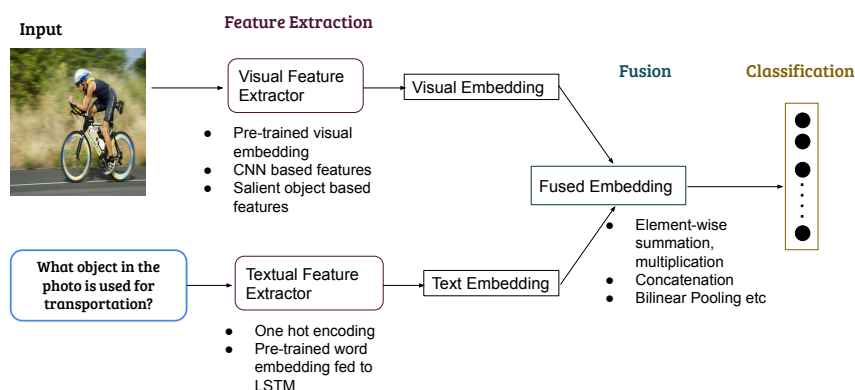 Input
Feature Extraction
Fusion
Classification
Visual Feature
Extractor
Visual Embedding
● Pre-trained visual
embedding
● CNN based features
● Salient object based
features
Fused Embedding
● Element-wise
summation,
multiplication
● Concatenation
● Bilinear Pooling etc
What object in the
photo is used for
transportation?
Textual Feature
Extractor
Text Embedding
● One hot encoding
● Pre-trained word
embedding fed to
LSTM